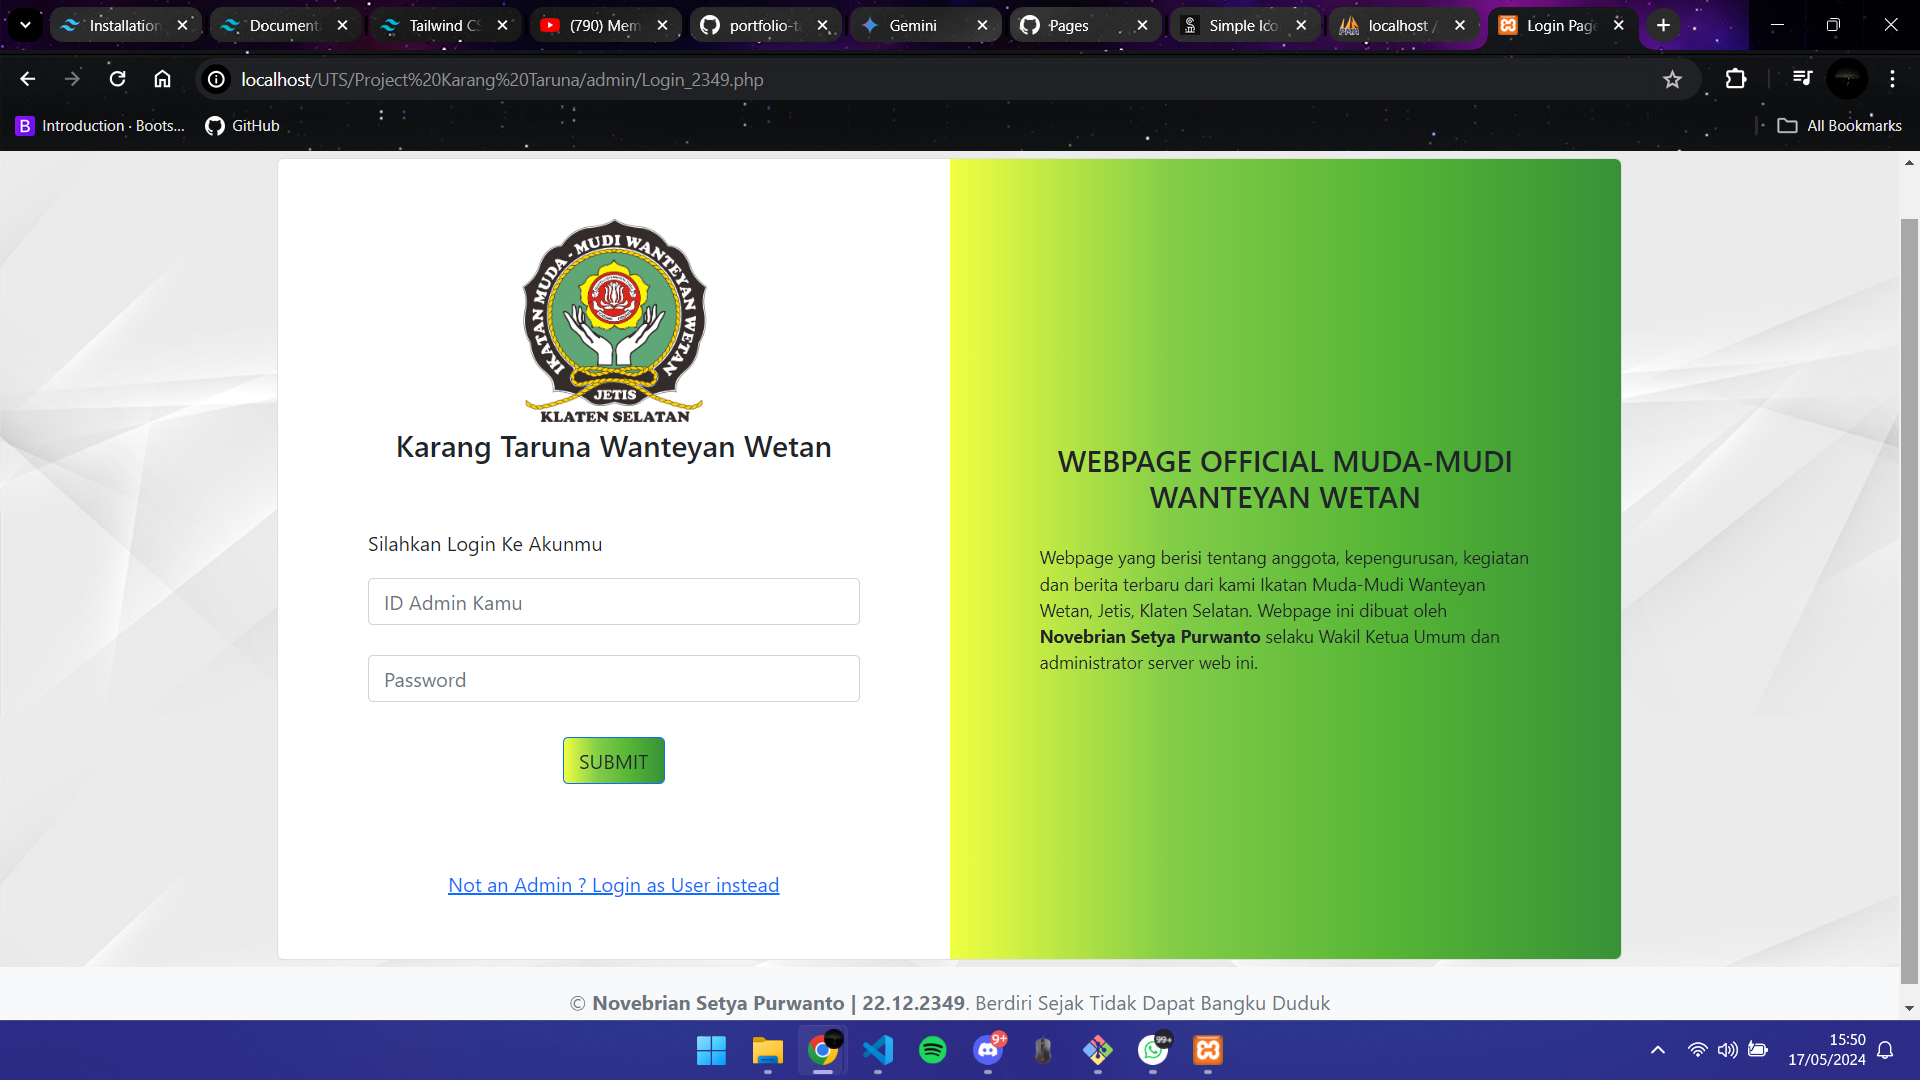 Installation
Documenta
Tailwind CS
(790) Mem
portfolio-ta
Gemini
Pages
Simple Ico
localhost /
Login Page
localhost/UTS/Project%20Karang%20Taruna/admin/Login_2349.php
B Introduction · Boots...
GitHub
All Bookmarks
IKATAN MUDA - MUDI WANTEYAN WETAN
JETIS
KLATEN SELATAN
Karang Taruna Wanteyan Wetan
Silahkan Login Ke Akunmu
ID Admin Kamu
Password
SUBMIT
Not an Admin ? Login as User instead
WEBPAGE OFFICIAL MUDA-MUDI
WANTEYAN WETAN
Webpage yang berisi tentang anggota, kepengurusan, kegiatan
dan berita terbaru dari kami Ikatan Muda-Mudi Wanteyan
Wetan, Jetis, Klaten Selatan. Webpage ini dibuat oleh
Novebrian Setya Purwanto selaku Wakil Ketua Umum dan
administrator server web ini.
© Novebrian Setya Purwanto | 22.12.2349. Berdiri Sejak Tidak Dapat Bangku Duduk
9+
99+
15:50
17/05/2024